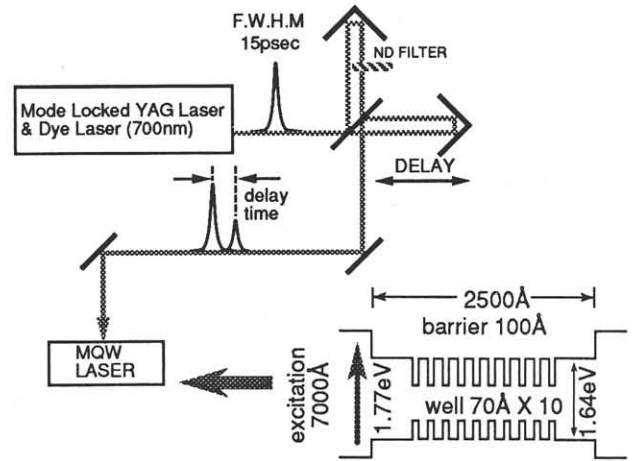 F.W.H.M
15psec
ND FILTER
Mode Locked YAG Laser
& Dye Laser (700nm)
DELAY
delay
time
2500Å
barrier 100Å
MQW
LASER
excitation
7000Å
1.77eV
well 70Å X 10
1.64eV